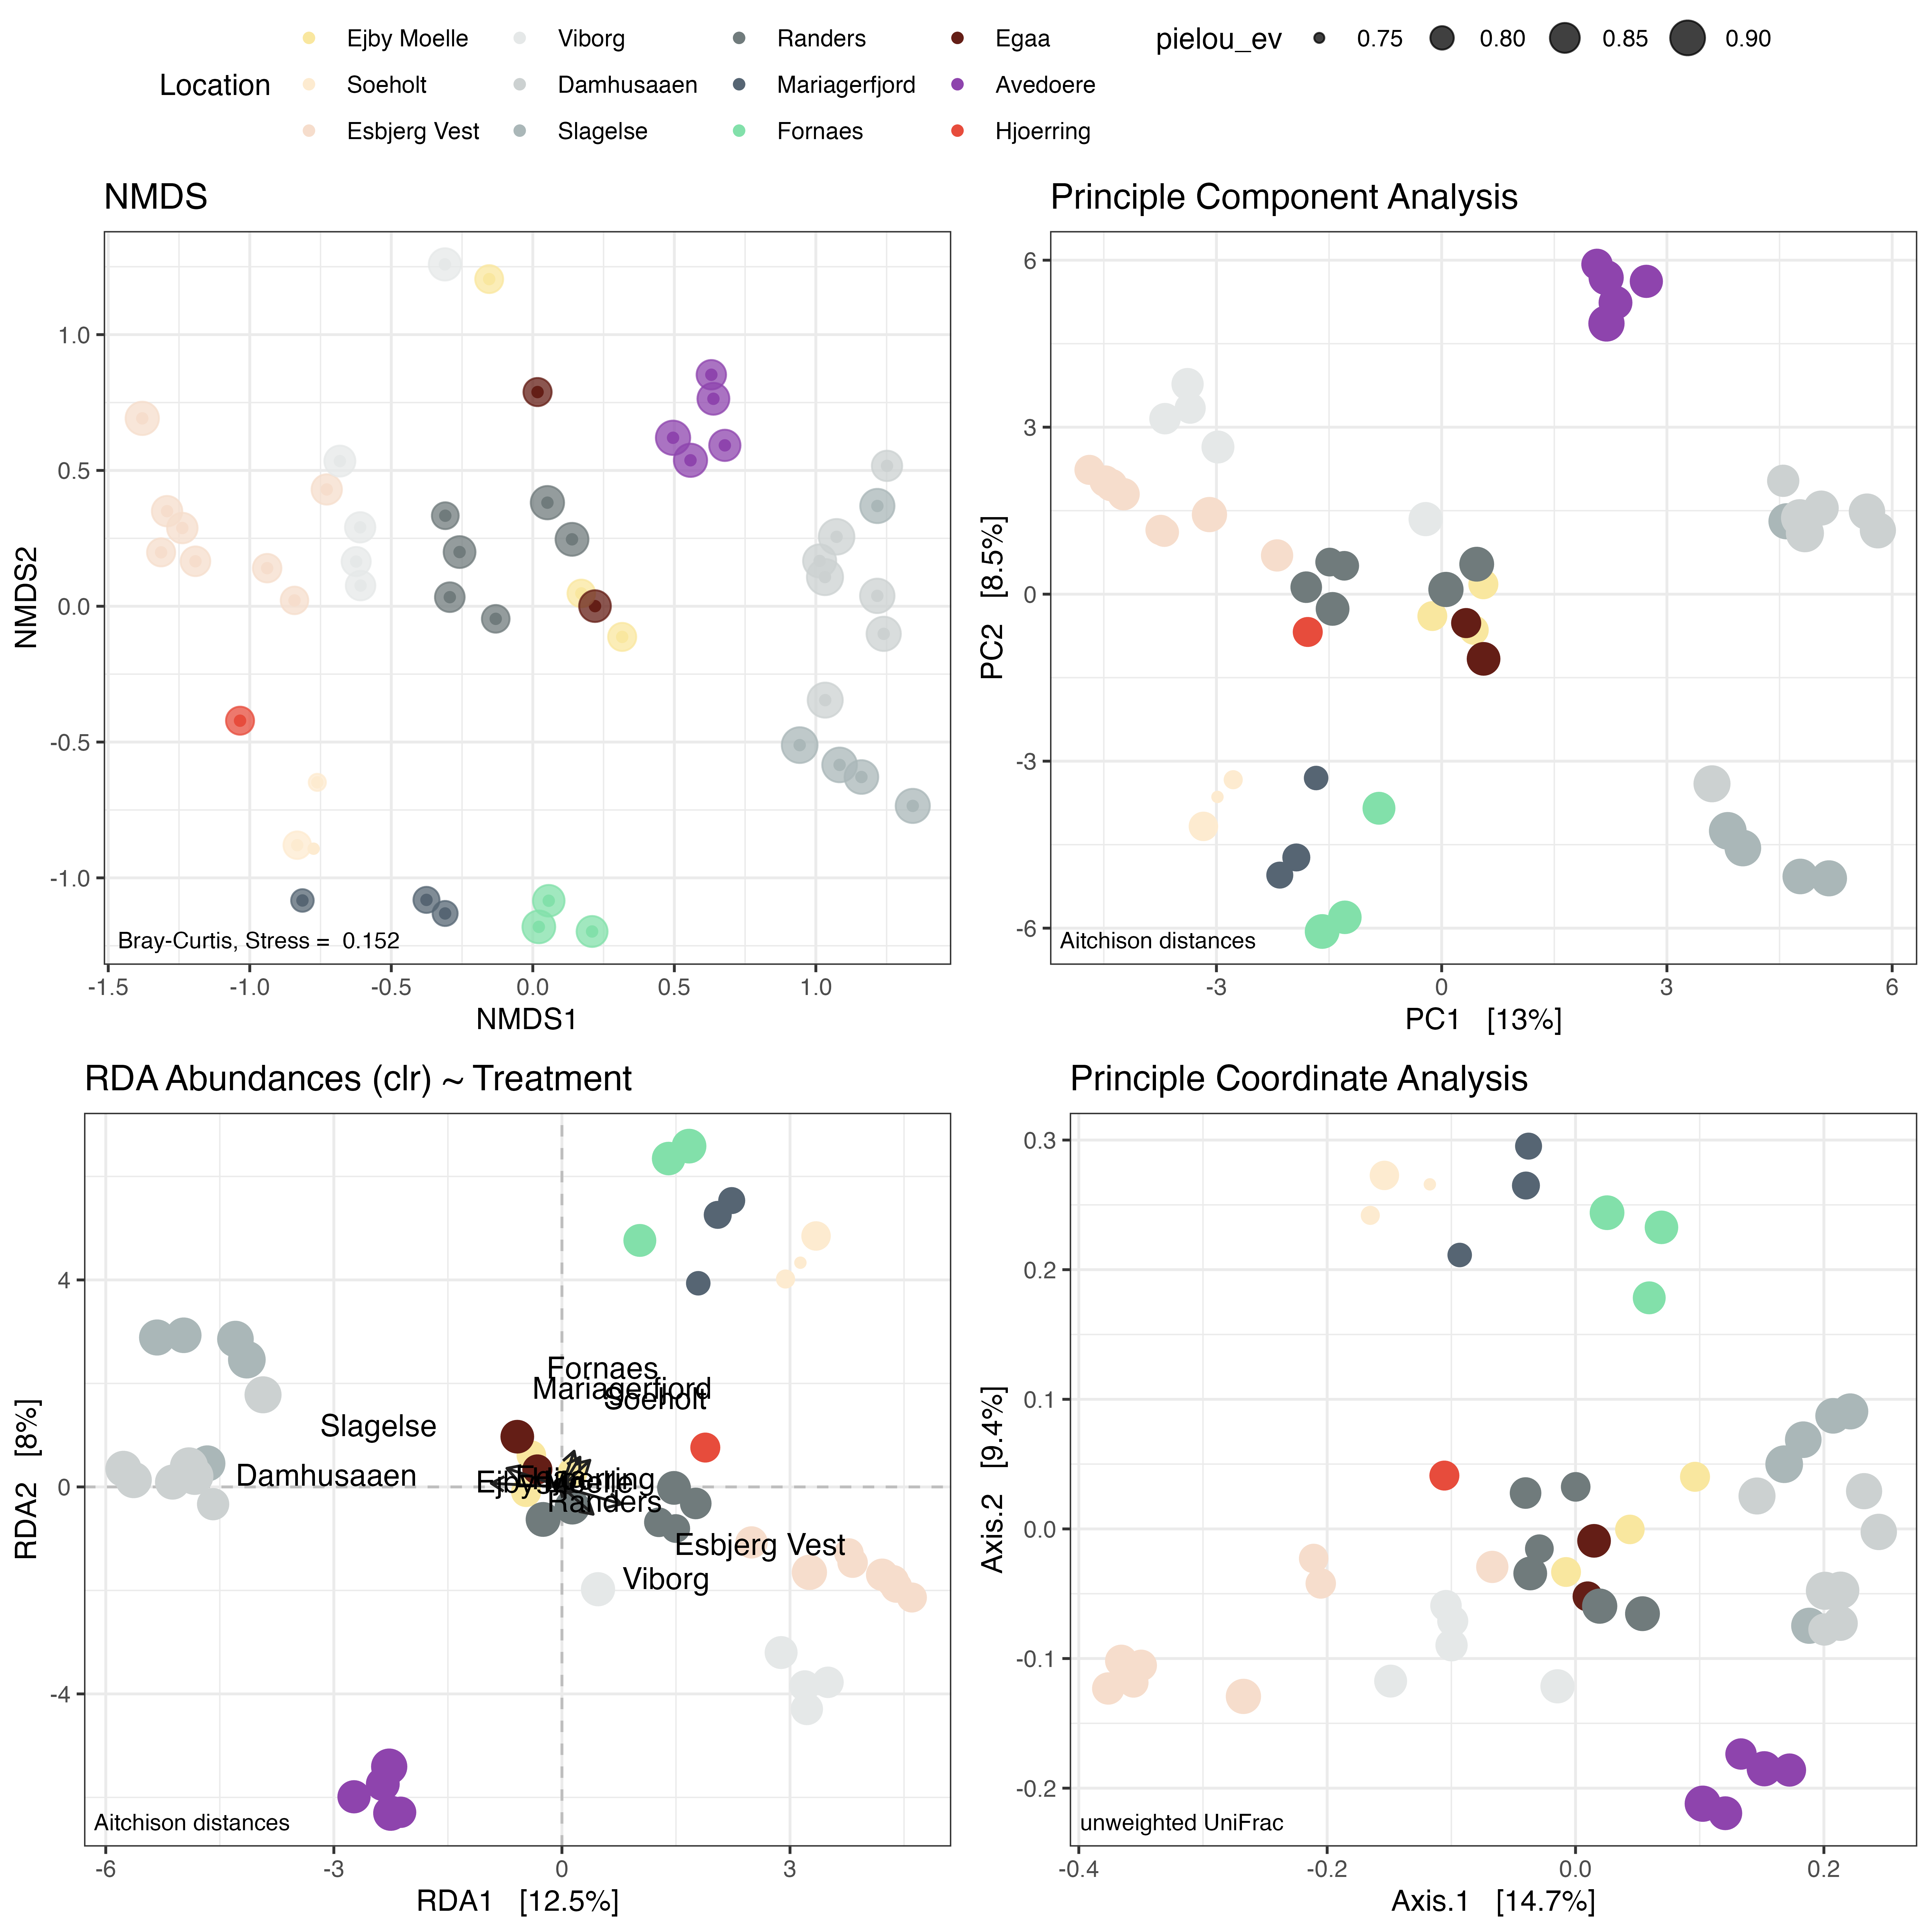 Location
Ejby Moelle
Soeholt
Esbjerg Vest
Viborg
Damhusaaen
Slagelse
Randers
Mariagerfjord
Fornaes
Egaa
Avedoere
Hjoerring
pielou_ev
0.75
0.80
0.85
0.90
NMDS
1.0
0.5
0.0
-0.5
-1.0
NMDS2
Bray-Curtis, Stress = 0.152
-1.5
-1.0
-0.5
0.0
0.5
1.0
NMDS1
Principle Component Analysis
6
3
0
-3
-6
PC2 [8.5%]
Aitchison distances
-3
0
3
6
PC1 [13%]
RDA Abundances (clr) ~ Treatment
4
0
-4
RDA2 [8%]
Fornaes
Mariagerfjord
Soeholt
Slagelse
Damhusaaen
Ejby Moelle
Egaa
Hjoerring
Randers
Esbjerg Vest
Viborg
Aitchison distances
-6
-3
0
3
RDA1 [12.5%]
Principle Coordinate Analysis
0.3
0.2
0.1
0.0
-0.1
-0.2
Axis.2 [9.4%]
unweighted UniFrac
-0.4
-0.2
0.0
0.2
Axis.1 [14.7%]